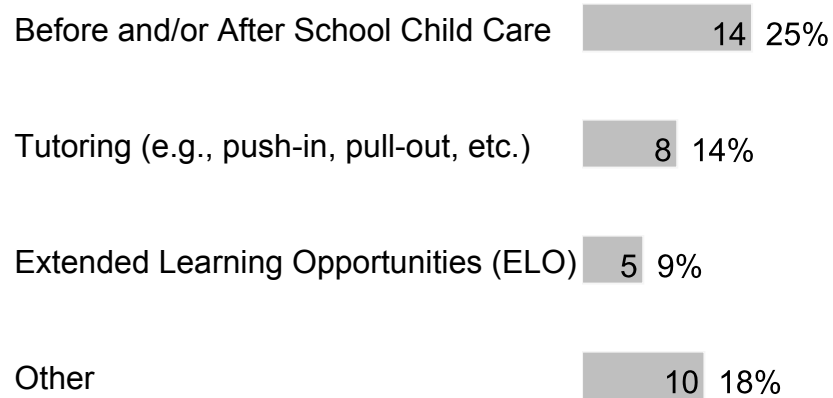 Before and/or After School Child Care 14 25%
Tutoring (e.g., push-in, pull-out, etc.) 8 14%
Extended Learning Opportunities (ELO) 5 9%
Other 10 18%